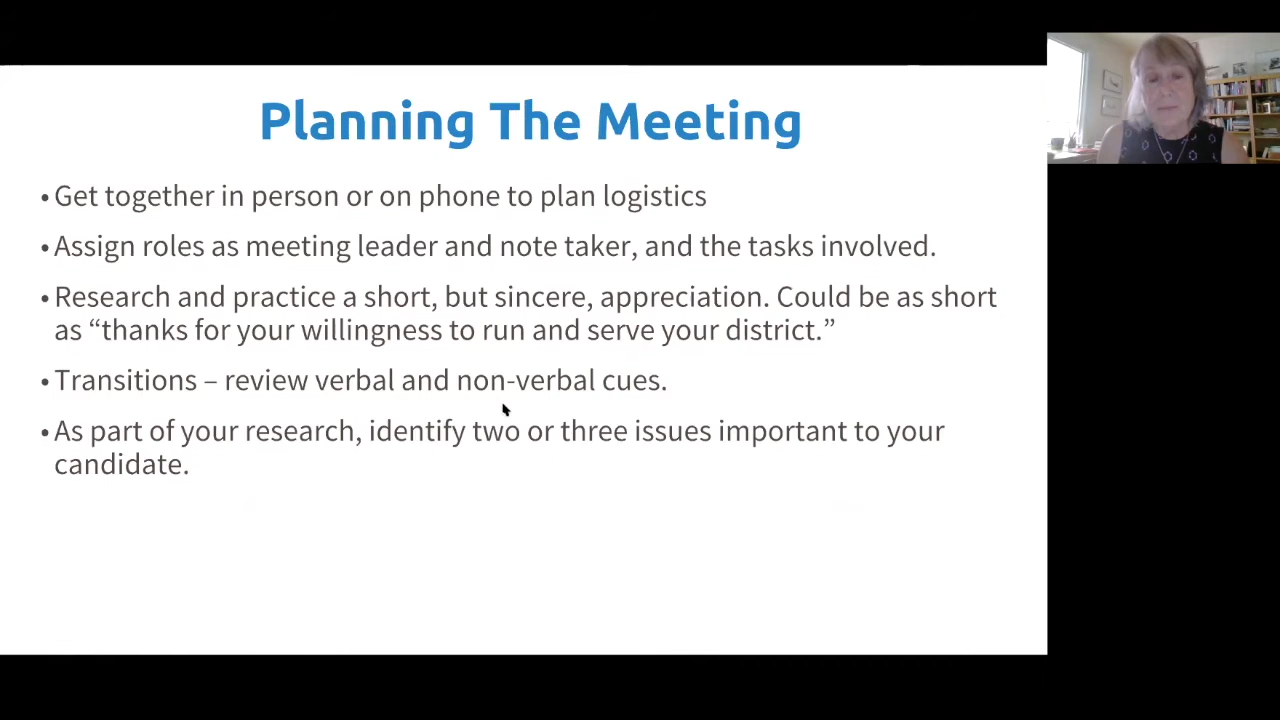 Planning The Meeting
• Get together in person or on phone to plan logistics
• Assign roles as meeting leader and note taker, and the tasks involved.
• Research and practice a short, but sincere, appreciation. Could be as short
as “thanks for your willingness to run and serve your district.”
• Transitions – review verbal and non-verbal cues.
• As part of your research, identify two or three issues important to your
candidate.